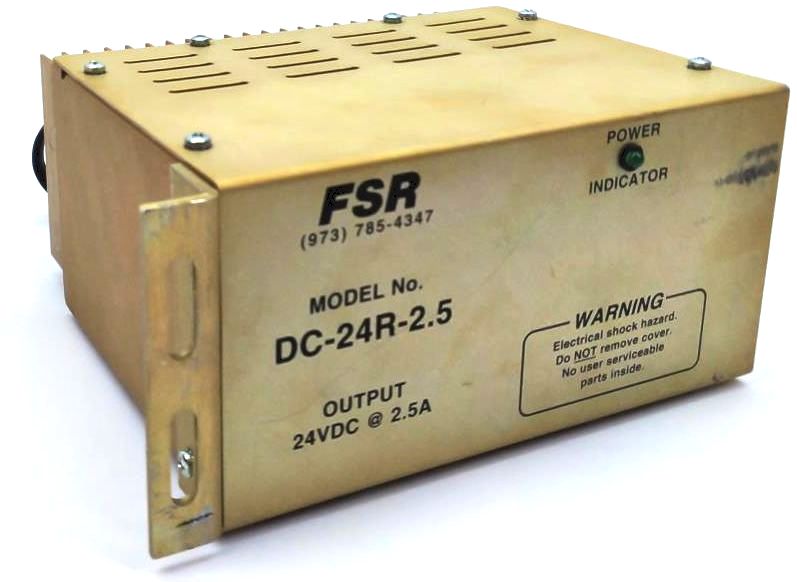 FSR
(973) 785-4347
MODEL No.
DC-24R-2.5
OUTPUT
24VDC @ 2.5A
POWER
INDICATOR
WARNING
Electrical shock hazard.
Do NOT remove cover.
No user serviceable
parts inside.